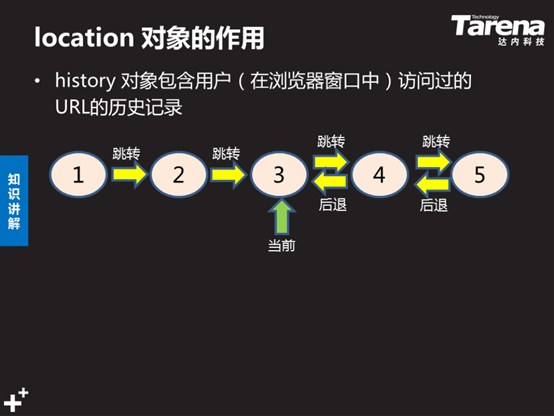 location 对象的作用
Technology
Tarena
达内科技
• history 对象包含用户（在浏览器窗口中）访问过的
URL的历史记录
知识讲解
跳转
跳转
跳转
跳转
1
2
3
4
5
后退
后退
当前